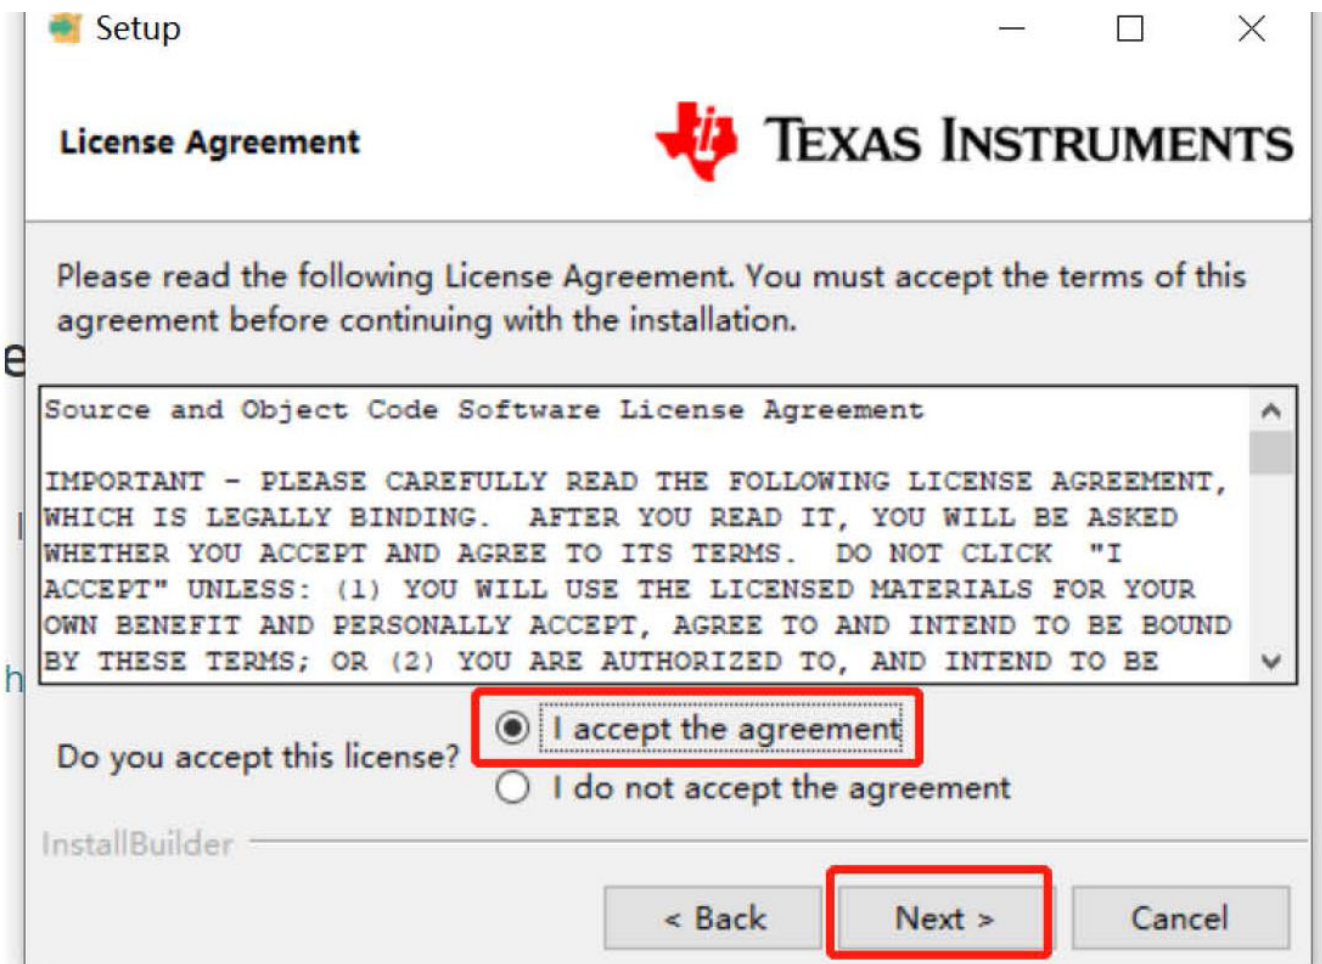 Setup
License Agreement
TEXAS INSTRUMENTS
Please read the following License Agreement. You must accept the terms of this
agreement before continuing with the installation.
e
Source and Object Code Software License Agreement
IMPORTANT - PLEASE CAREFULLY READ THE FOLLOWING LICENSE AGREEMENT,
WHICH IS LEGALLY BINDING.  AFTER YOU READ IT, YOU WILL BE ASKED
WHETHER YOU ACCEPT AND AGREE TO ITS TERMS.  DO NOT CLICK  "I
ACCEPT" UNLESS: (1) YOU WILL USE THE LICENSED MATERIALS FOR YOUR
OWN BENEFIT AND PERSONALLY ACCEPT, AGREE TO AND INTEND TO BE BOUND
BY THESE TERMS; OR (2) YOU ARE AUTHORIZED TO, AND INTEND TO BE
h
I accept the agreement
Do you accept this license?
I do not accept the agreement
InstallBuilder
< Back
Next >
Cancel